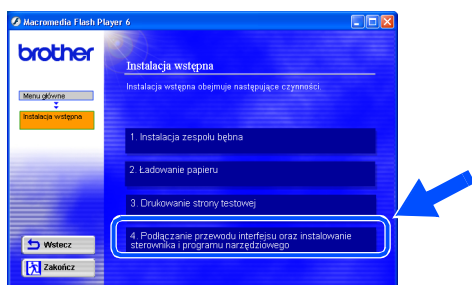 Macromedia Flash Player 6
brother
Instalacja wstępna
Instalacja wstępna obejmuje następujące czynności.
Menu główne
Instalacja wstępna
1. Instalacja zespołu bębna
2. Ładowanie papieru
3. Drukowanie strony testowej
4. Podłączanie przewodu interfejsu oraz instalowanie
sterownika i programu narzędziowego
Wstecz
Zakończ